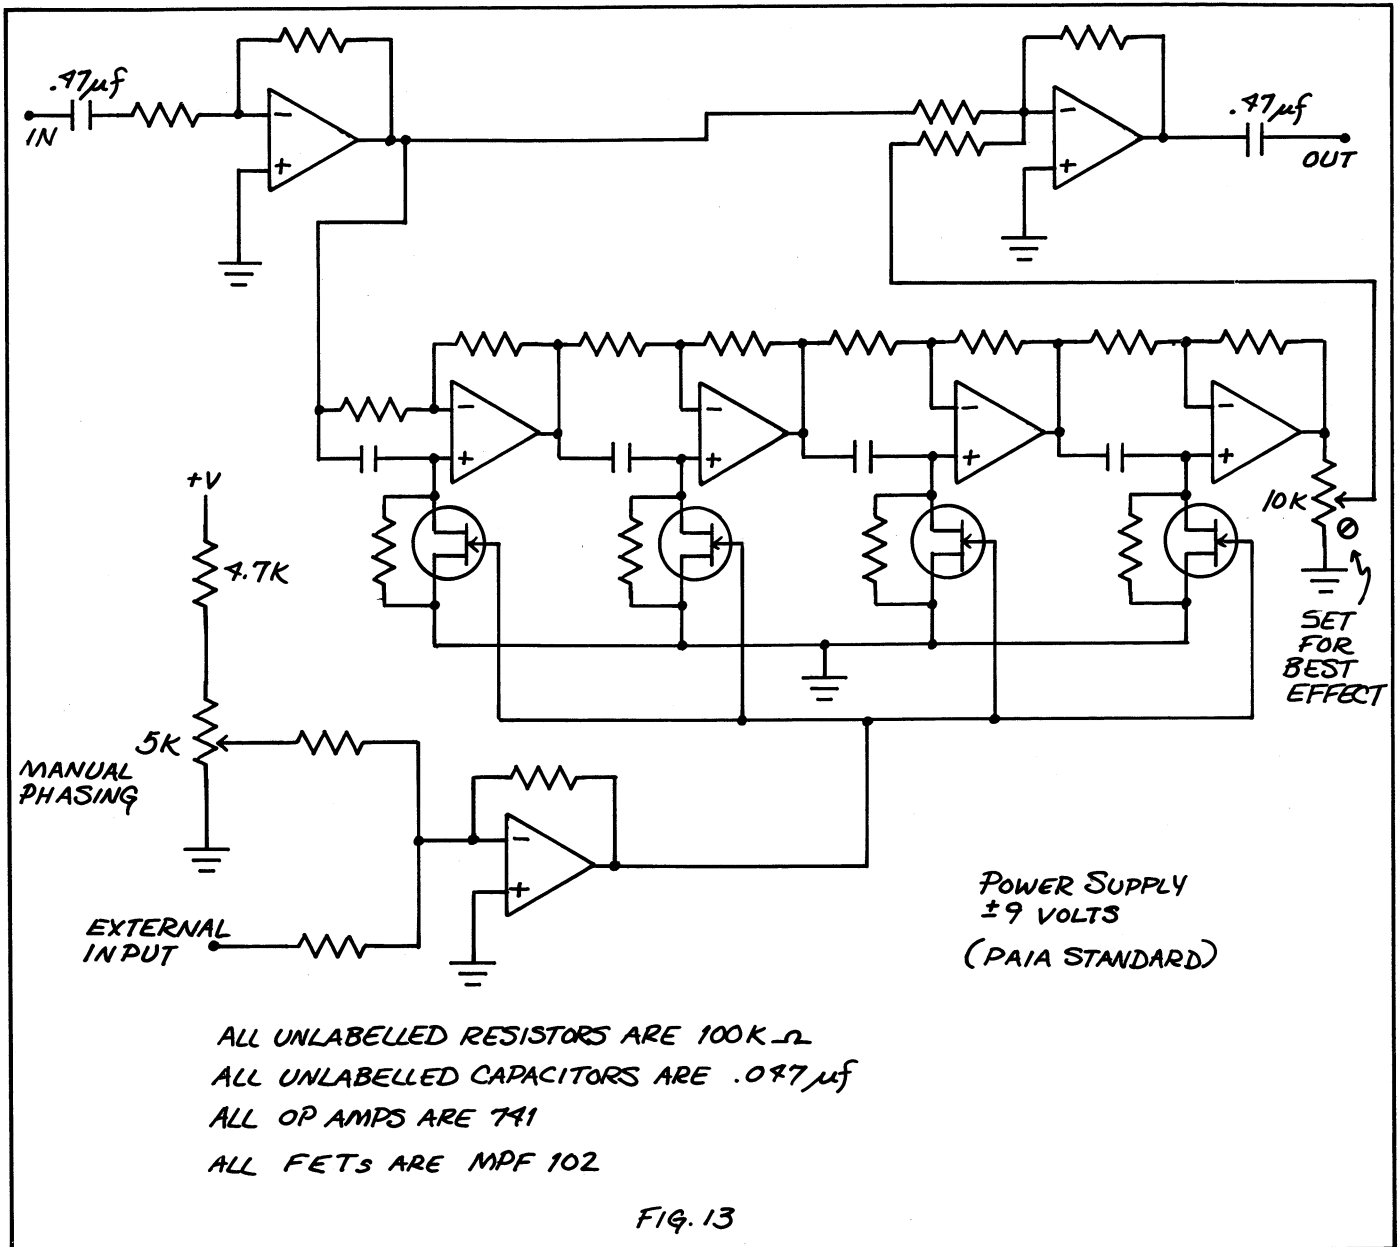 .47µf
IN
−
+
−
+
.47µf
OUT
−
+
−
+
−
+
−
+
10K
SET
FOR
BEST
EFFECT
+V
4.7K
5K
MANUAL
PHASING
−
+
EXTERNAL
INPUT
POWER SUPPLY
±9 VOLTS
(PAIA STANDARD)
ALL UNLABELLED RESISTORS ARE 100K Ω
ALL UNLABELLED CAPACITORS ARE .047µf
ALL OP AMPS ARE 741
ALL FETs ARE MPF 102
FIG. 13